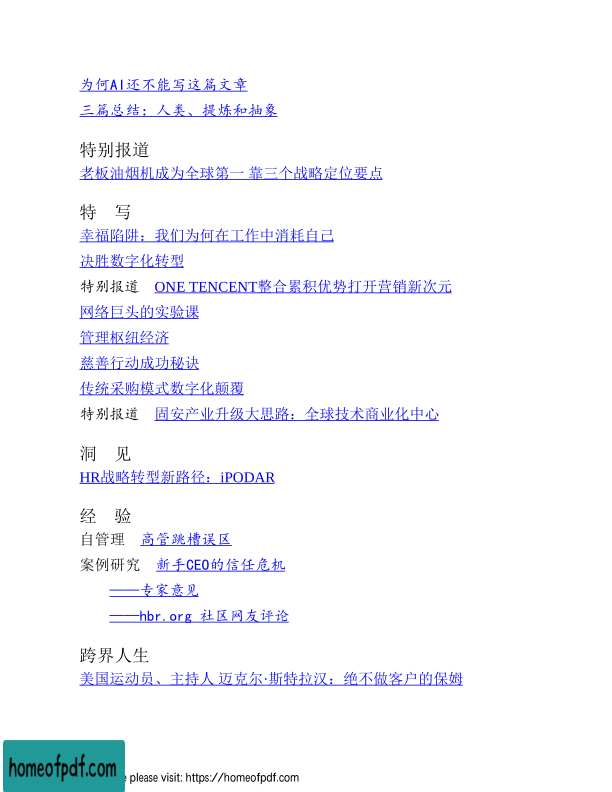 为何AI还不能写这篇文章
三篇总结：人类、提炼和抽象
特别报道
老板油烟机成为全球第一 靠三个战略定位要点
特　写
幸福陷阱：我们为何在工作中消耗自己
决胜数字化转型
特别报道　ONE TENCENT整合累积优势打开营销新次元
网络巨头的实验课
管理枢纽经济
慈善行动成功秘诀
传统采购模式数字化颠覆
特别报道　固安产业升级大思路：全球技术商业化中心
洞　见
HR战略转型新路径：iPODAR
经　验
自管理　高管跳槽误区
案例研究　新手CEO的信任危机
——专家意见
——hbr.org 社区网友评论
跨界人生
美国运动员、主持人 迈克尔·斯特拉汉：绝不做客户的保姆
homeofpdf.com
e please visit: https://homeofpdf.com